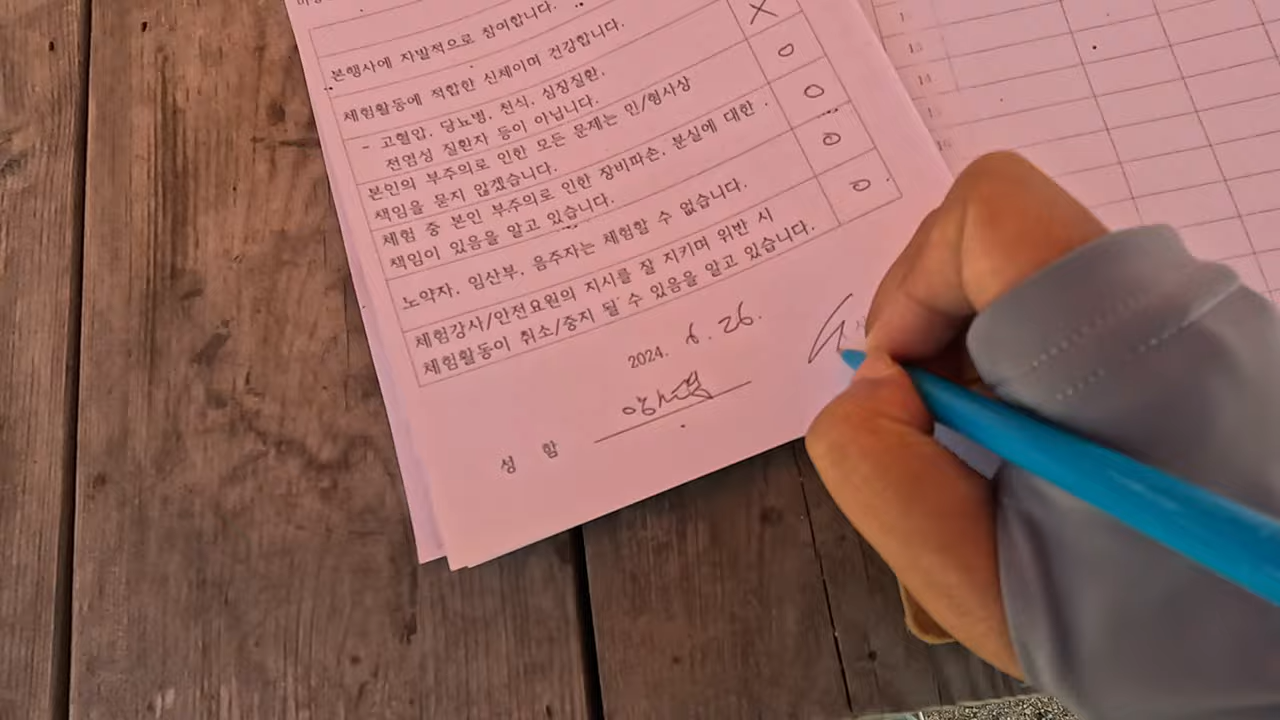 본행사에 자발적으로 참여합니다.
X
체험활동에 적합한 신체이며 건강합니다.
- 고혈압, 당뇨병, 천식, 심장질환,
전염성 질환자 등이 아닙니다.
O
본인의 부주의로 인한 모든 문제는 민/형사상
책임을 묻지 않겠습니다.
O
체험 중 본인 부주의로 인한 장비파손, 분실에 대한
책임이 있음을 알고 있습니다.
O
노약자, 임산부, 음주자는 체험할 수 없습니다.
O
체험강사/안전요원의 지시를 잘 지키며 위반 시
체험활동이 취소/중지 될 수 있음을 알고 있습니다.
2024. 6. 26.
성 함
13
14